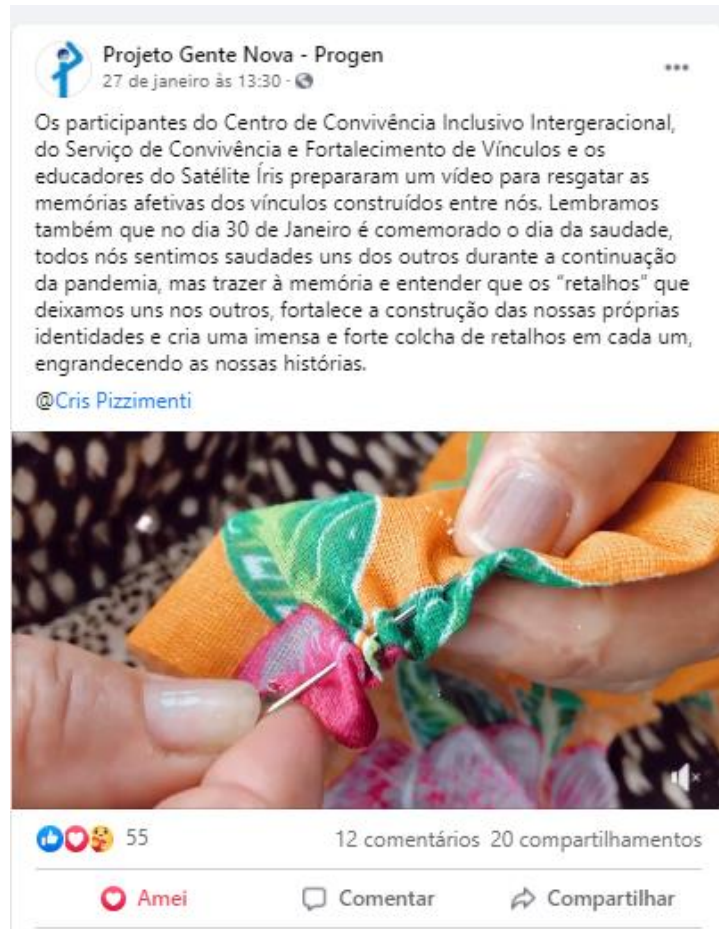 Projeto Gente Nova - Progen
27 de janeiro às 13:30 ·
Os participantes do Centro de Convivência Inclusivo Intergeracional,
do Serviço de Convivência e Fortalecimento de Vínculos e os
educadores do Satélite Íris prepararam um vídeo para resgatar as
memórias afetivas dos vínculos construídos entre nós. Lembramos
também que no dia 30 de Janeiro é comemorado o dia da saudade,
todos nós sentimos saudades uns dos outros durante a continuação
da pandemia, mas trazer à memória e entender que os “retalhos” que
deixamos uns nos outros, fortalece a construção das nossas próprias
identidades e cria uma imensa e forte colcha de retalhos em cada um,
engrandecendo as nossas histórias.
@Cris Pizzimenti
55 12 comentários 20 compartilhamentos
Amei Comentar Compartilhar